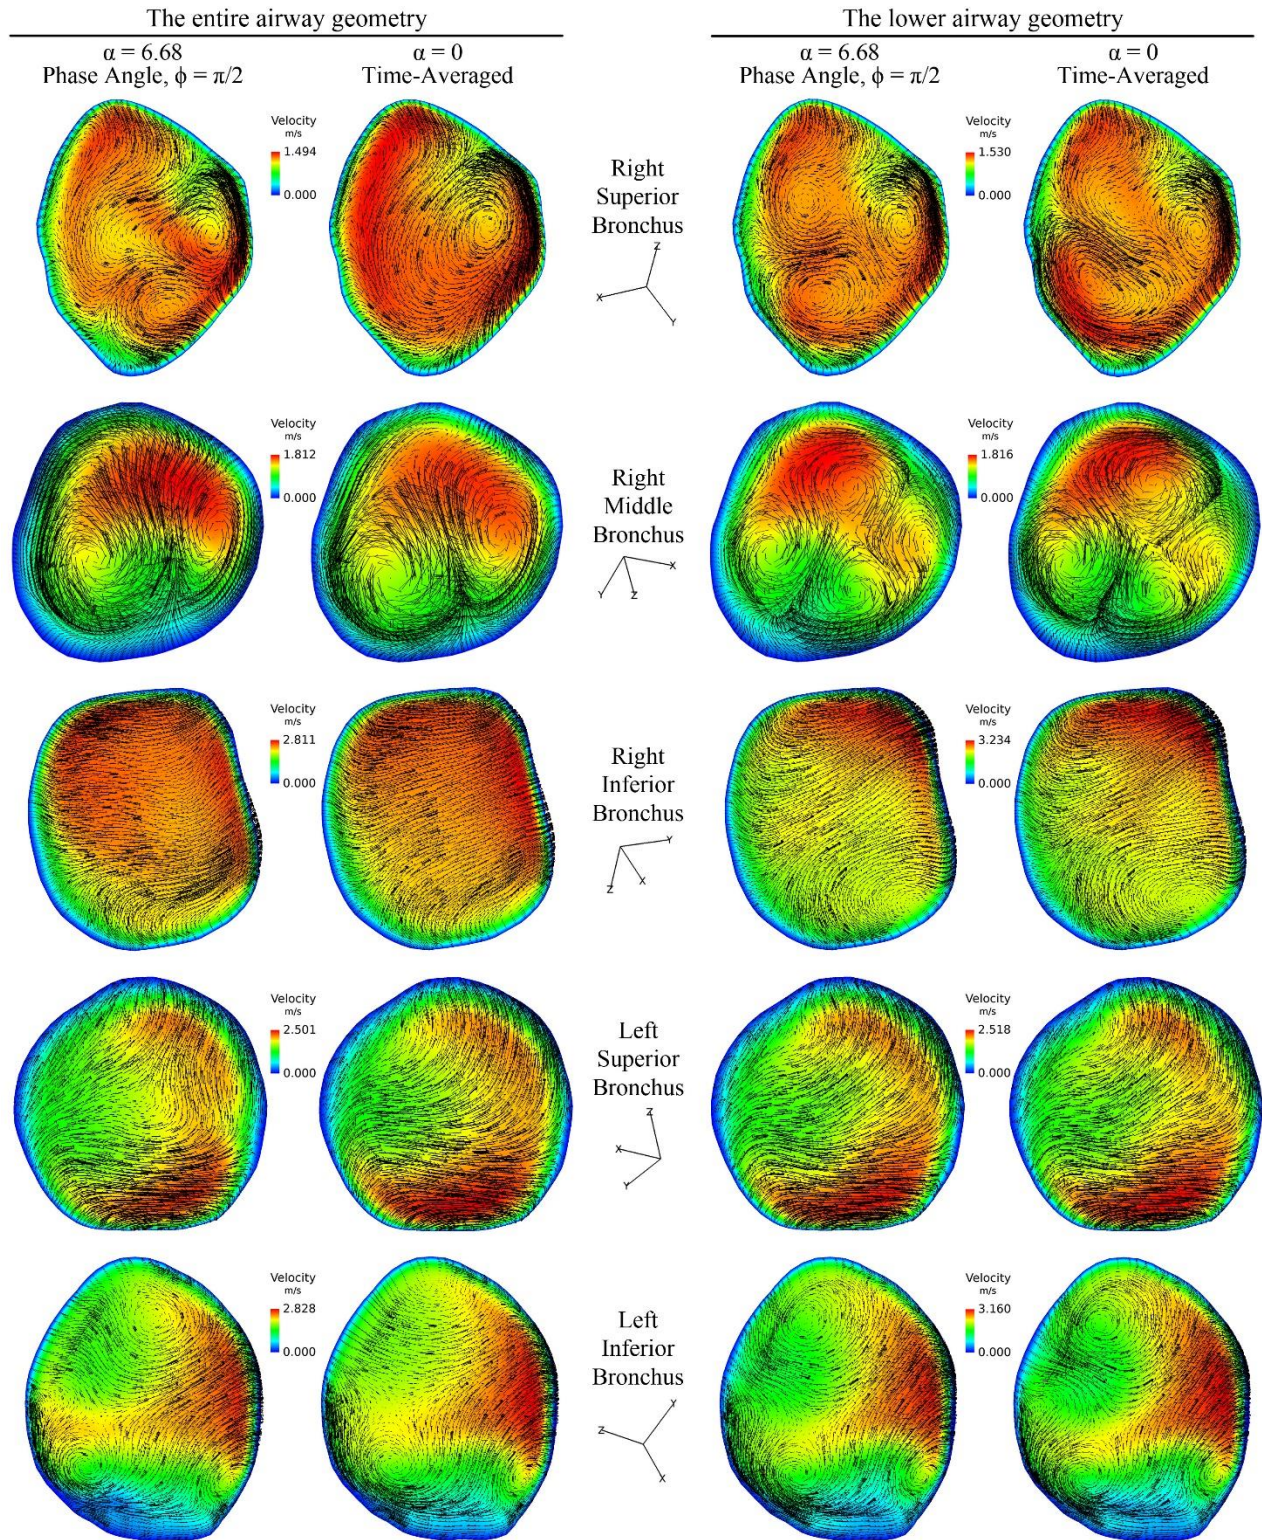 The entire airway geometry
The lower airway geometry
α = 6.68
Phase Angle, ϕ = π/2
α = 0
Time-Averaged
α = 6.68
Phase Angle, ϕ = π/2
α = 0
Time-Averaged
Velocity
m/s
1.494
0.000
Right
Superior
Bronchus
Z
X
Y
Velocity
m/s
1.530
0.000
Velocity
m/s
1.812
0.000
Right
Middle
Bronchus
X
Y
Z
Velocity
m/s
1.816
0.000
Velocity
m/s
2.811
0.000
Right
Inferior
Bronchus
Y
Z
X
Velocity
m/s
3.234
0.000
Velocity
m/s
2.501
0.000
Left
Superior
Bronchus
Z
X
Y
Velocity
m/s
2.518
0.000
Velocity
m/s
2.828
0.000
Left
Inferior
Bronchus
Y
Z
X
Velocity
m/s
3.160
0.000